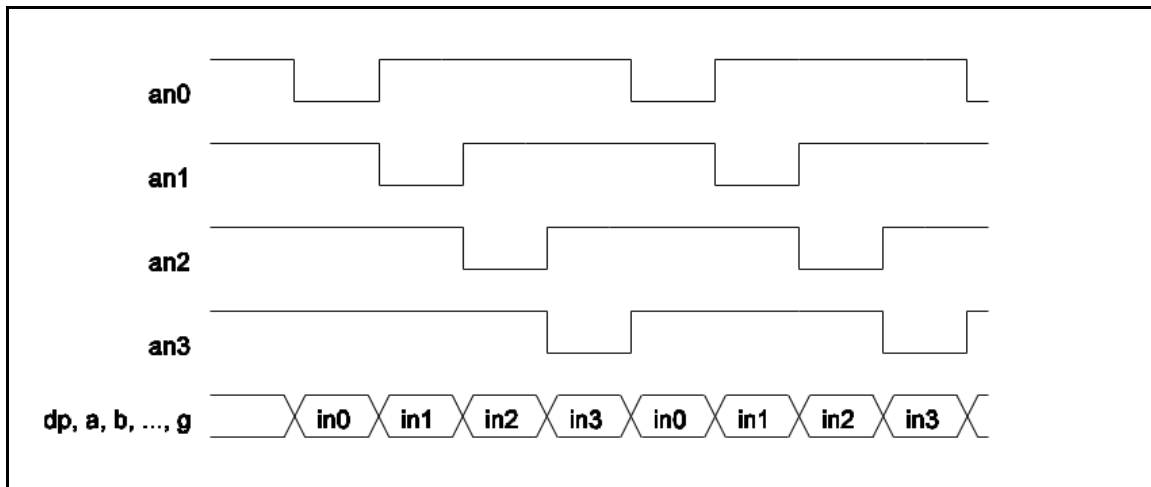 an0
an1
an2
an3
dp, a, b, ..., g in0 in1 in2 in3 in0 in1 in2 in3